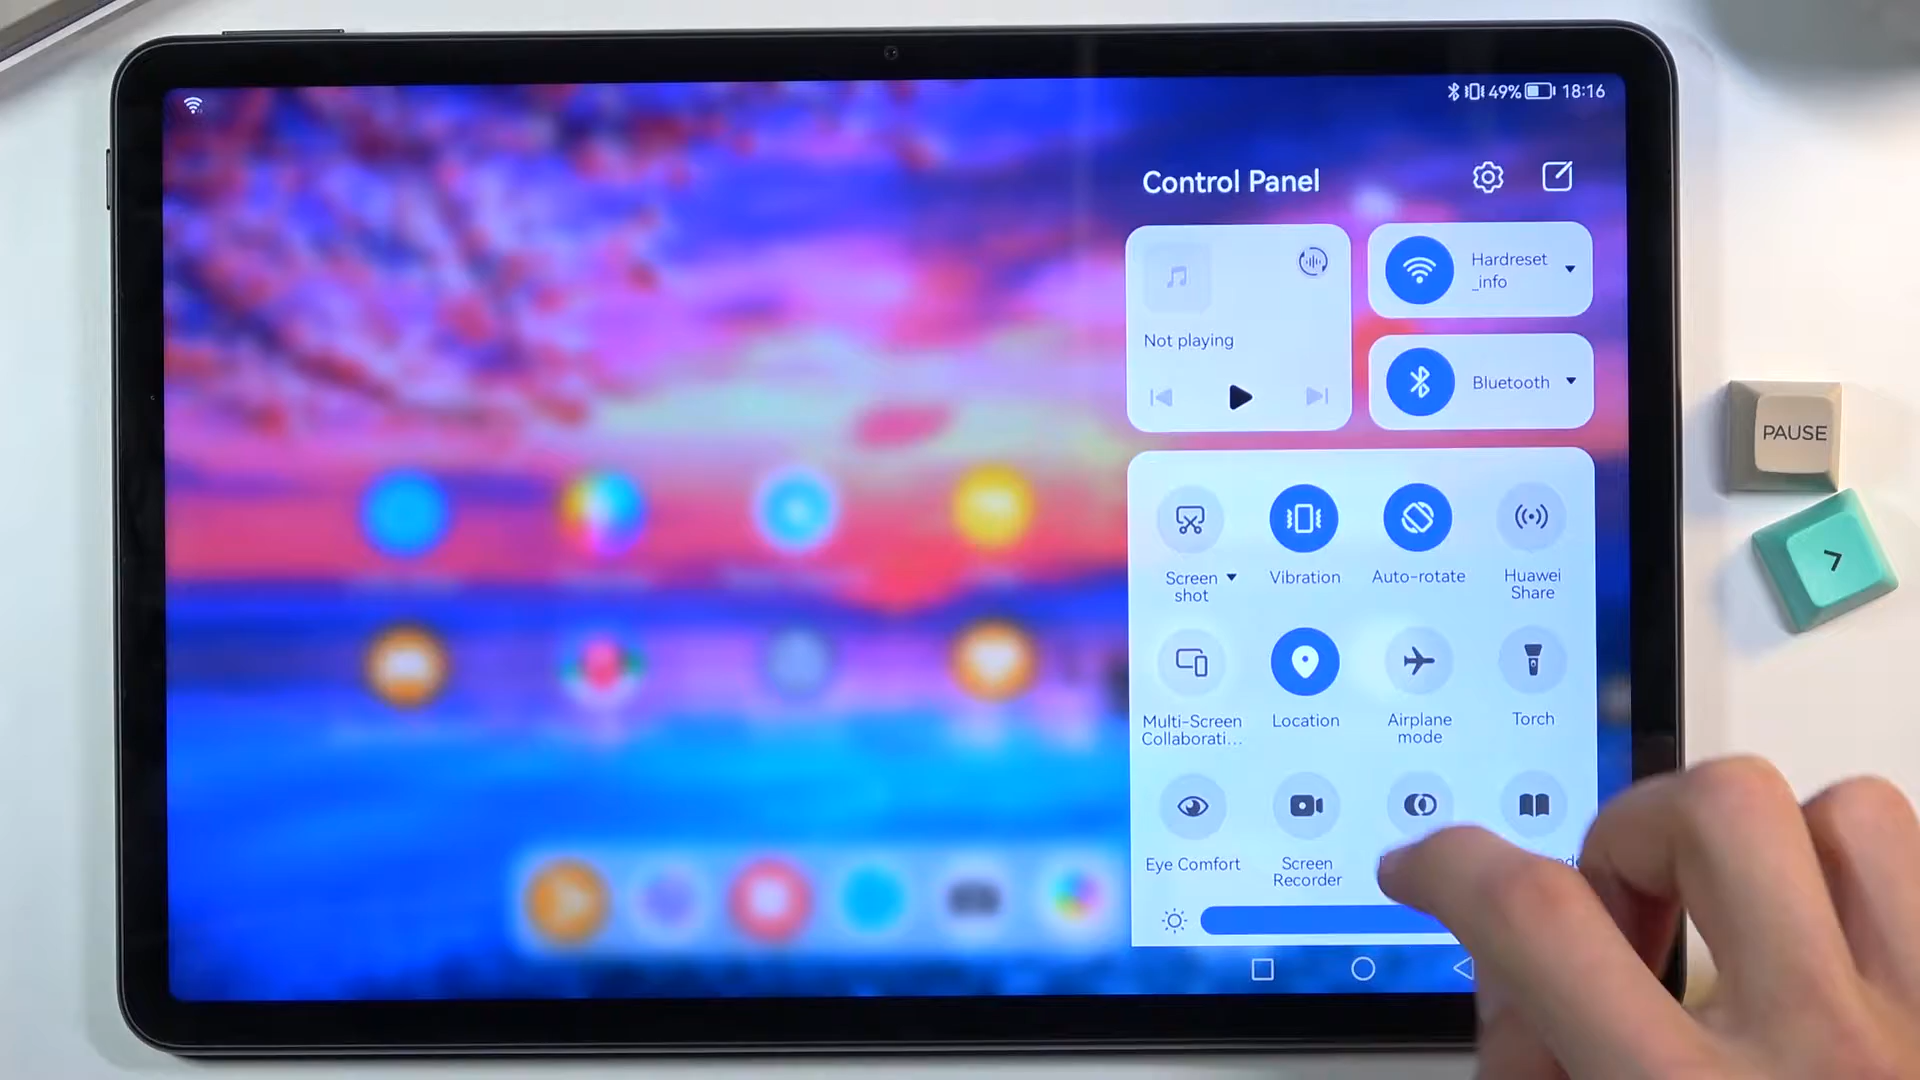 49% 18:16
Control Panel
Not playing
Hardreset
_info
Bluetooth
Screen
shot
Vibration
Auto-rotate
Huawei
Share
Multi-Screen
Collaborati...
Location
Airplane
mode
Torch
Eye Comfort
Screen
Recorder
PAUSE